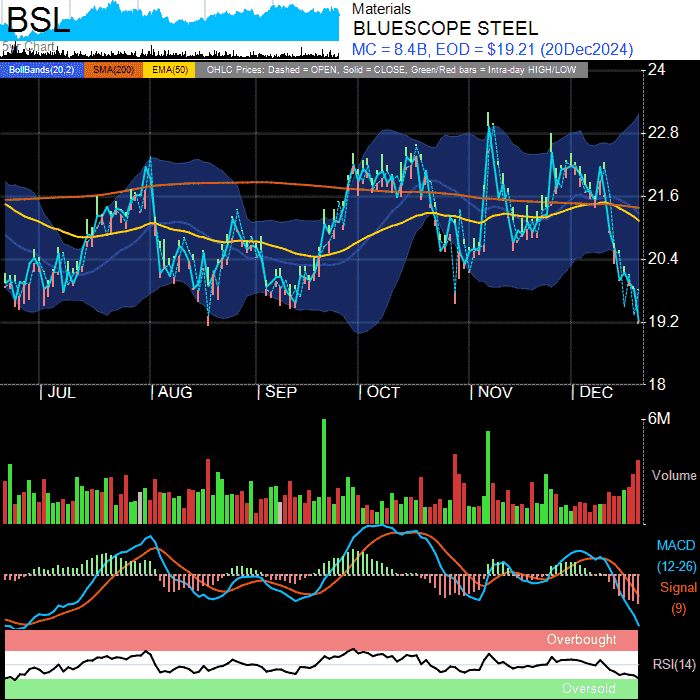 BSL
Materials
BLUESCOPE STEEL
MC = 8.4B, EOD = $19.21 (20Dec2024)
BollBands(20,2) SMA(200) EMA(50) OHLC Prices: Dashed = OPEN, Solid = CLOSE, Green/Red bars = Intra-day HIGH/LOW
24
22.8
21.6
20.4
19.2
18
JUL AUG SEP OCT NOV DEC
6M
Volume
MACD
(12-26)
Signal
(9)
Overbought
RSI(14)
Oversold